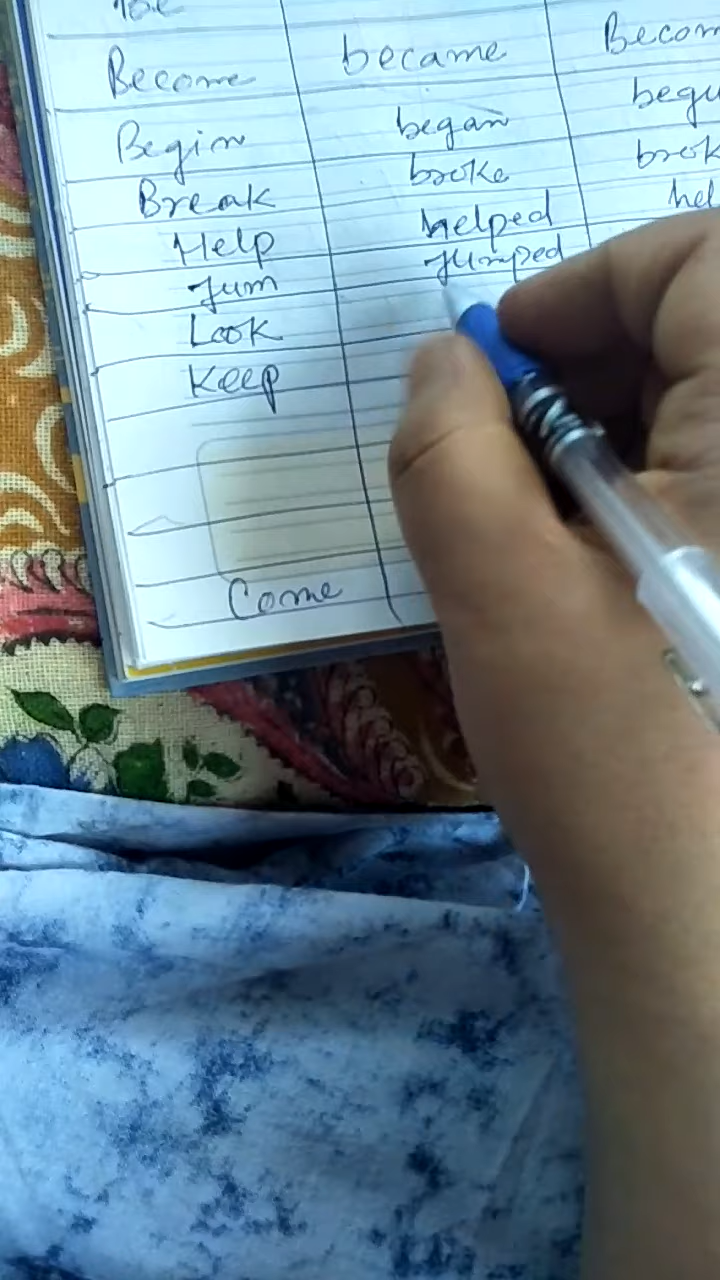 Become became Becom
Begin began begu
Break broke brok
Help helped hel
Jum Jumped
Look
Keep
Come